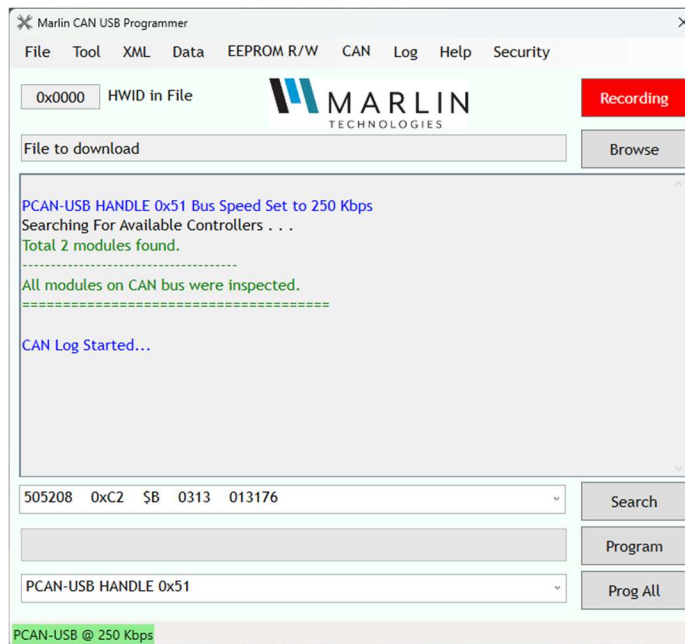 Marlin CAN USB Programmer
File Tool XML Data EEPROM R/W CAN Log Help Security
0x0000 HWID in File
MARLIN
TECHNOLOGIES
Recording
File to download
Browse
PCAN-USB HANDLE 0x51 Bus Speed Set to 250 Kbps
Searching For Available Controllers . . .
Total 2 modules found.
------------------------------------
All modules on CAN bus were inspected.
======================================
CAN Log Started...
505208 0xC2 $B 0313 013176
Search
Program
PCAN-USB HANDLE 0x51
Prog All
PCAN-USB @ 250 Kbps